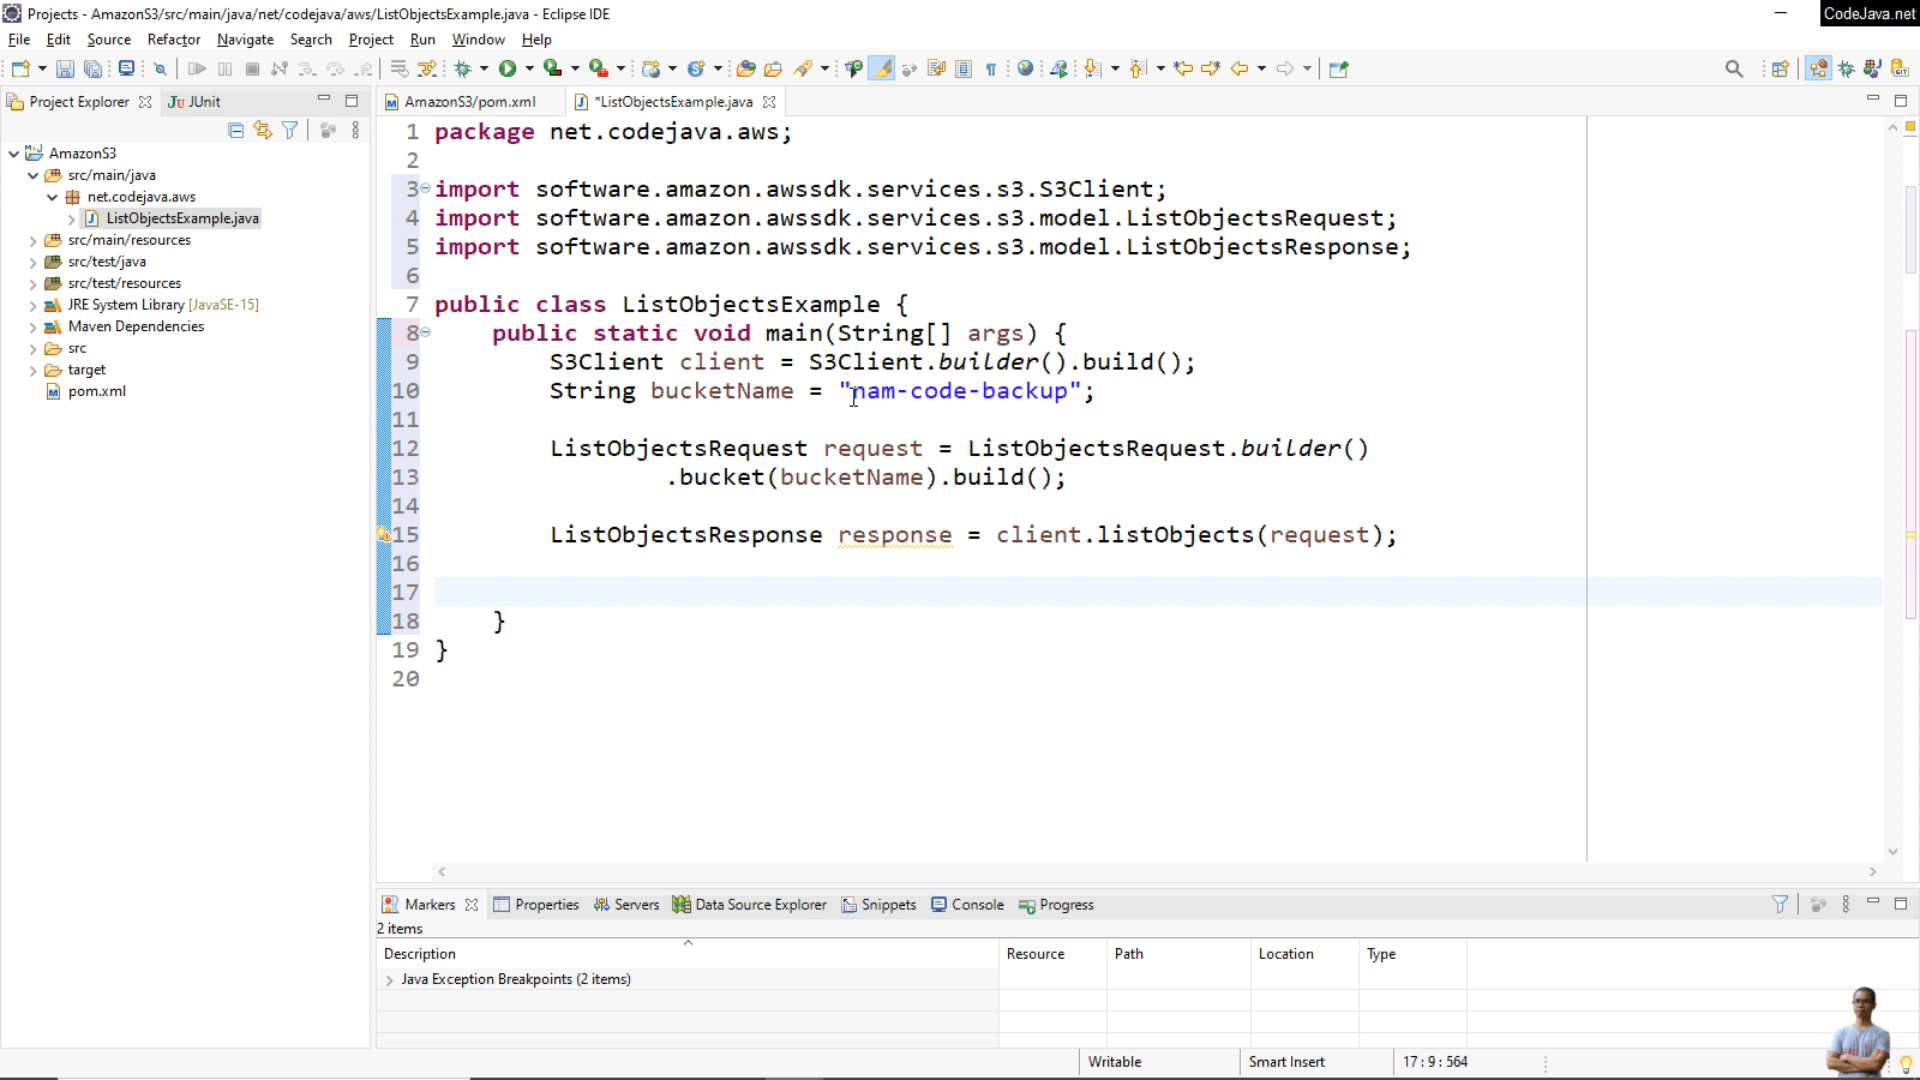 Projects - AmazonS3/src/main/java/net/codejava/aws/ListObjectsExample.java - Eclipse IDE
CodeJava.net
File Edit Source Refactor Navigate Search Project Run Window Help
Project Explorer
JUnit
AmazonS3/pom.xml
*ListObjectsExample.java
AmazonS3
src/main/java
net.codejava.aws
ListObjectsExample.java
src/main/resources
src/test/java
src/test/resources
JRE System Library [JavaSE-15]
Maven Dependencies
src
target
pom.xml
1 package net.codejava.aws;
2
3 import software.amazon.awssdk.services.s3.S3Client;
4 import software.amazon.awssdk.services.s3.model.ListObjectsRequest;
5 import software.amazon.awssdk.services.s3.model.ListObjectsResponse;
6
7 public class ListObjectsExample {
8 public static void main(String[] args) {
9 S3Client client = S3Client.builder().build();
10 String bucketName = "nam-code-backup";
11
12 ListObjectsRequest request = ListObjectsRequest.builder()
13 .bucket(bucketName).build();
14
15 ListObjectsResponse response = client.listObjects(request);
16
17
18 }
19 }
20
Markers Properties Servers Data Source Explorer Snippets Console Progress
2 items
Description Resource Path Location Type
Java Exception Breakpoints (2 items)
Writable Smart Insert 17 : 9 : 564